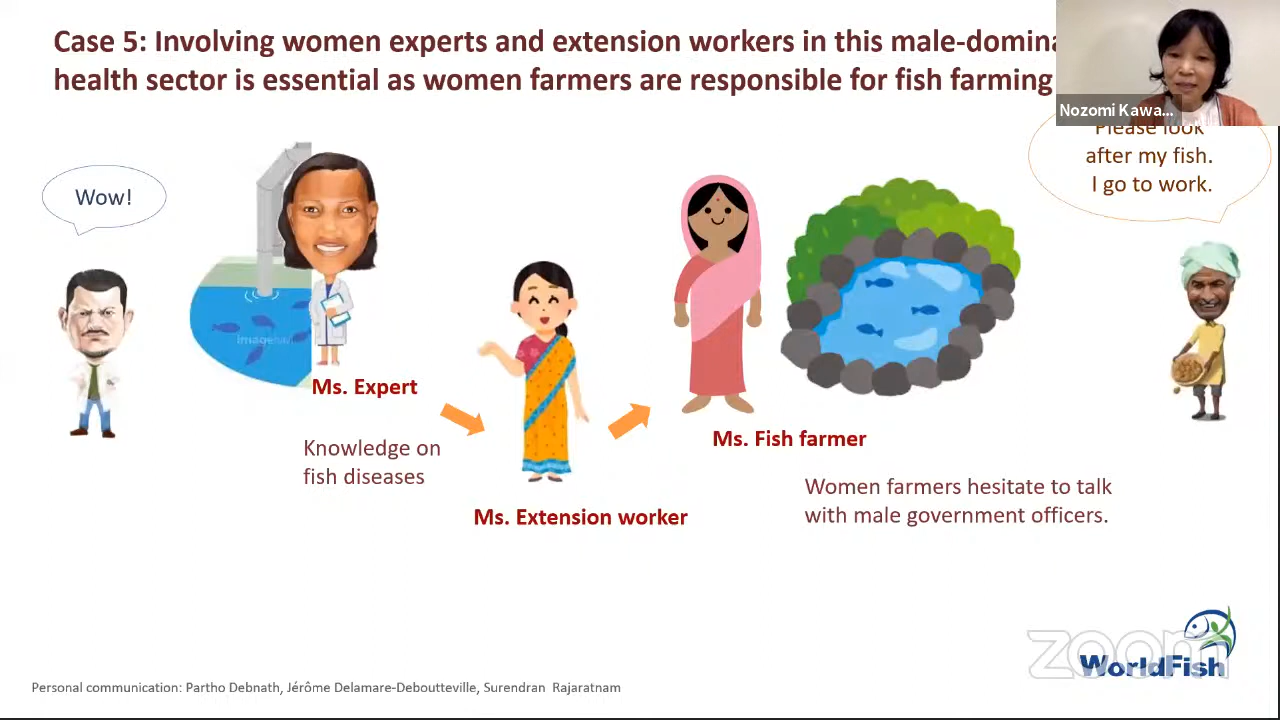 Case 5: Involving women experts and extension workers in this male-domina
health sector is essential as women farmers are responsible for fish farming
Nozomi Kawa...
Please look
after my fish.
I go to work.
Wow!
Ms. Expert
Knowledge on
fish diseases
Ms. Fish farmer
Women farmers hesitate to talk
with male government officers.
Ms. Extension worker
zoom
WorldFish
Personal communication: Partho Debnath, Jérôme Delamare-Deboutteville, Surendran Rajaratnam